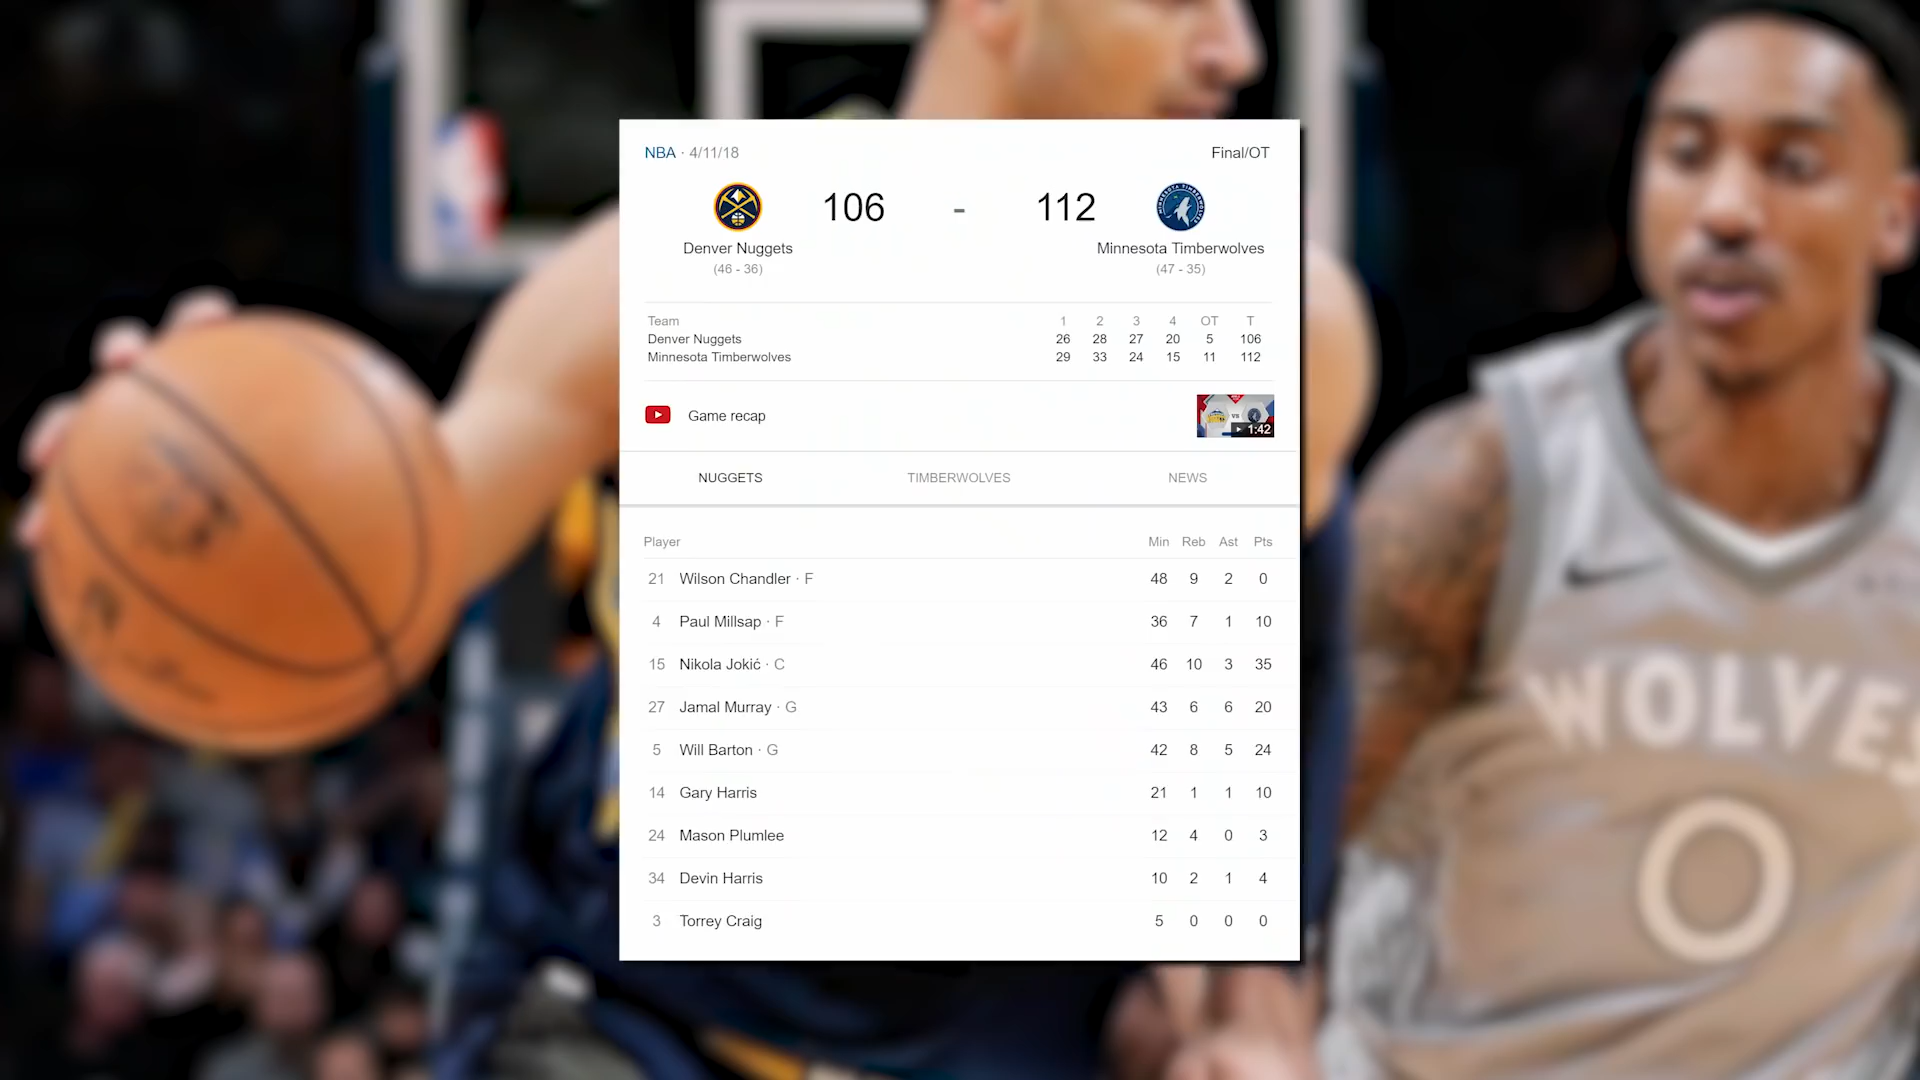 NBA · 4/11/18 Final/OT
106 - 112
Denver Nuggets Minnesota Timberwolves
(46 - 36) (47 - 35)
Team 1 2 3 4 OT T
Denver Nuggets 26 28 27 20 5 106
Minnesota Timberwolves 29 33 24 15 11 112
Game recap
VS
1:42
NUGGETS TIMBERWOLVES NEWS
Player Min Reb Ast Pts
21 Wilson Chandler · F 48 9 2 0
4 Paul Millsap · F 36 7 1 10
15 Nikola Jokić · C 46 10 3 35
27 Jamal Murray · G 43 6 6 20
5 Will Barton · G 42 8 5 24
14 Gary Harris 21 1 1 10
24 Mason Plumlee 12 4 0 3
34 Devin Harris 10 2 1 4
3 Torrey Craig 5 0 0 0
WOLVES
0